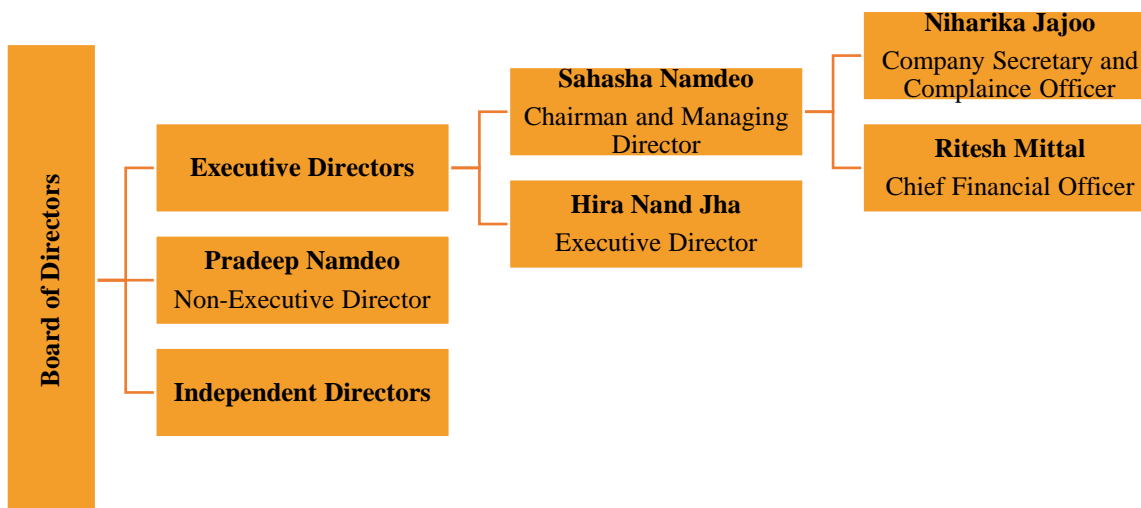 Board of Directors
Executive Directors
Pradeep Namdeo
Non-Executive Director
Independent Directors
Sahasha Namdeo
Chairman and Managing
Director
Hira Nand Jha
Executive Director
Niharika Jajoo
Company Secretary and
Complaince Officer
Ritesh Mittal
Chief Financial Officer